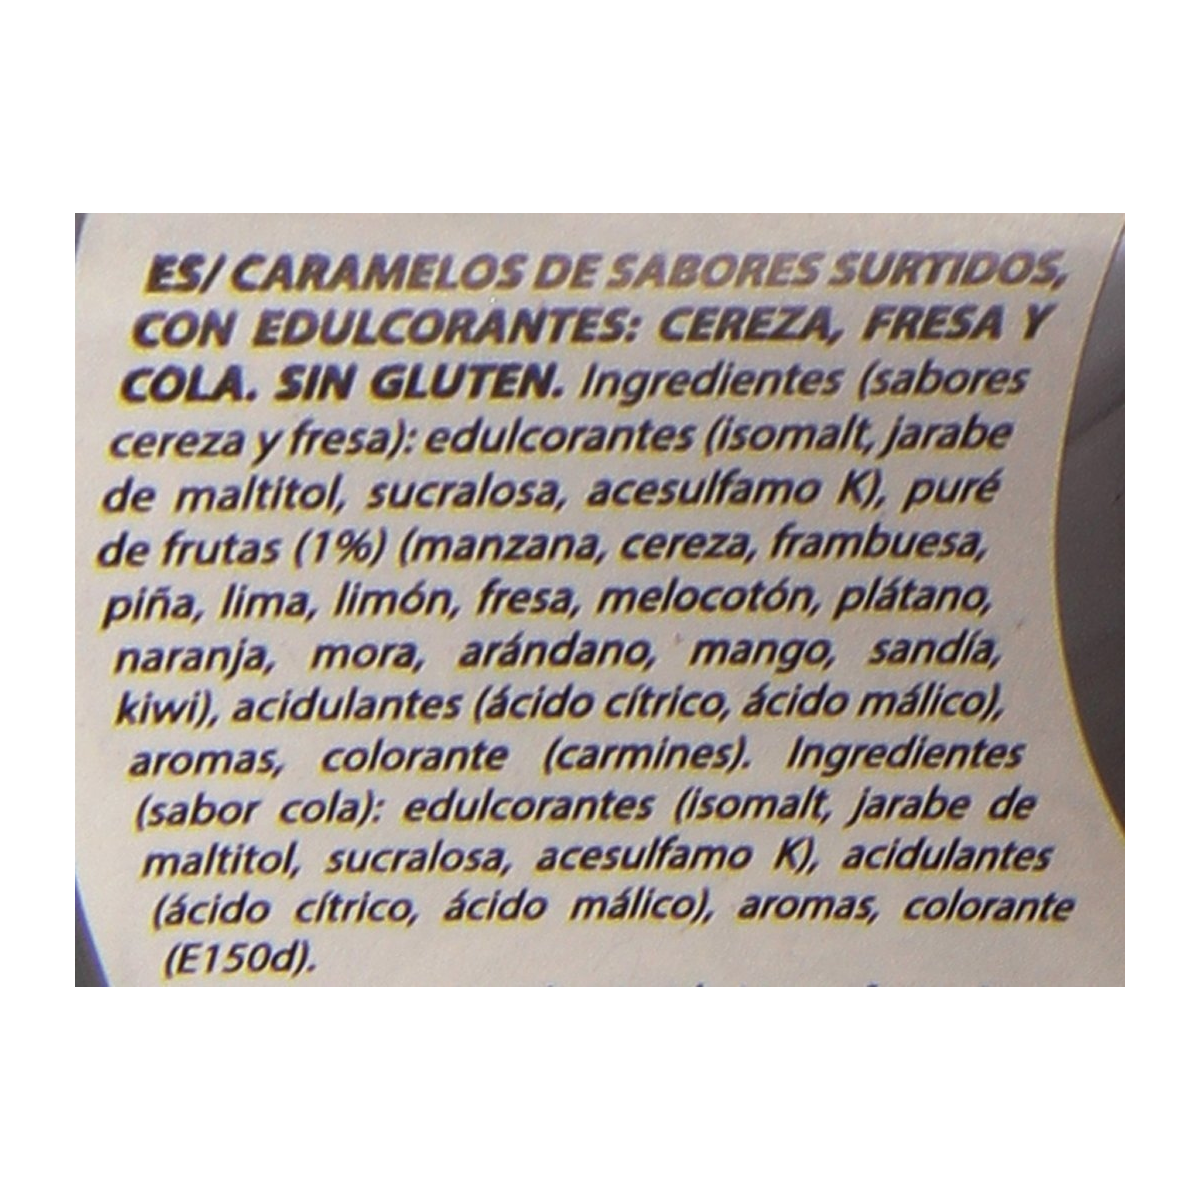 ES/ CARAMELOS DE SABORES SURTIDOS,
CON EDULCORANTES: CEREZA, FRESA Y
COLA. SIN GLUTEN. Ingredientes (sabores
cereza y fresa): edulcorantes (isomalt, jarabe
de maltitol, sucralosa, acesulfamo K), puré
de frutas (1%) (manzana, cereza, frambuesa,
piña, lima, limón, fresa, melocotón, plátano,
naranja, mora, arándano, mango, sandía,
kiwi), acidulantes (ácido cítrico, ácido málico),
aromas, colorante (carmines). Ingredientes
(sabor cola): edulcorantes (isomalt, jarabe de
maltitol, sucralosa, acesulfamo K), acidulantes
(ácido cítrico, ácido málico), aromas, colorante
(E150d).